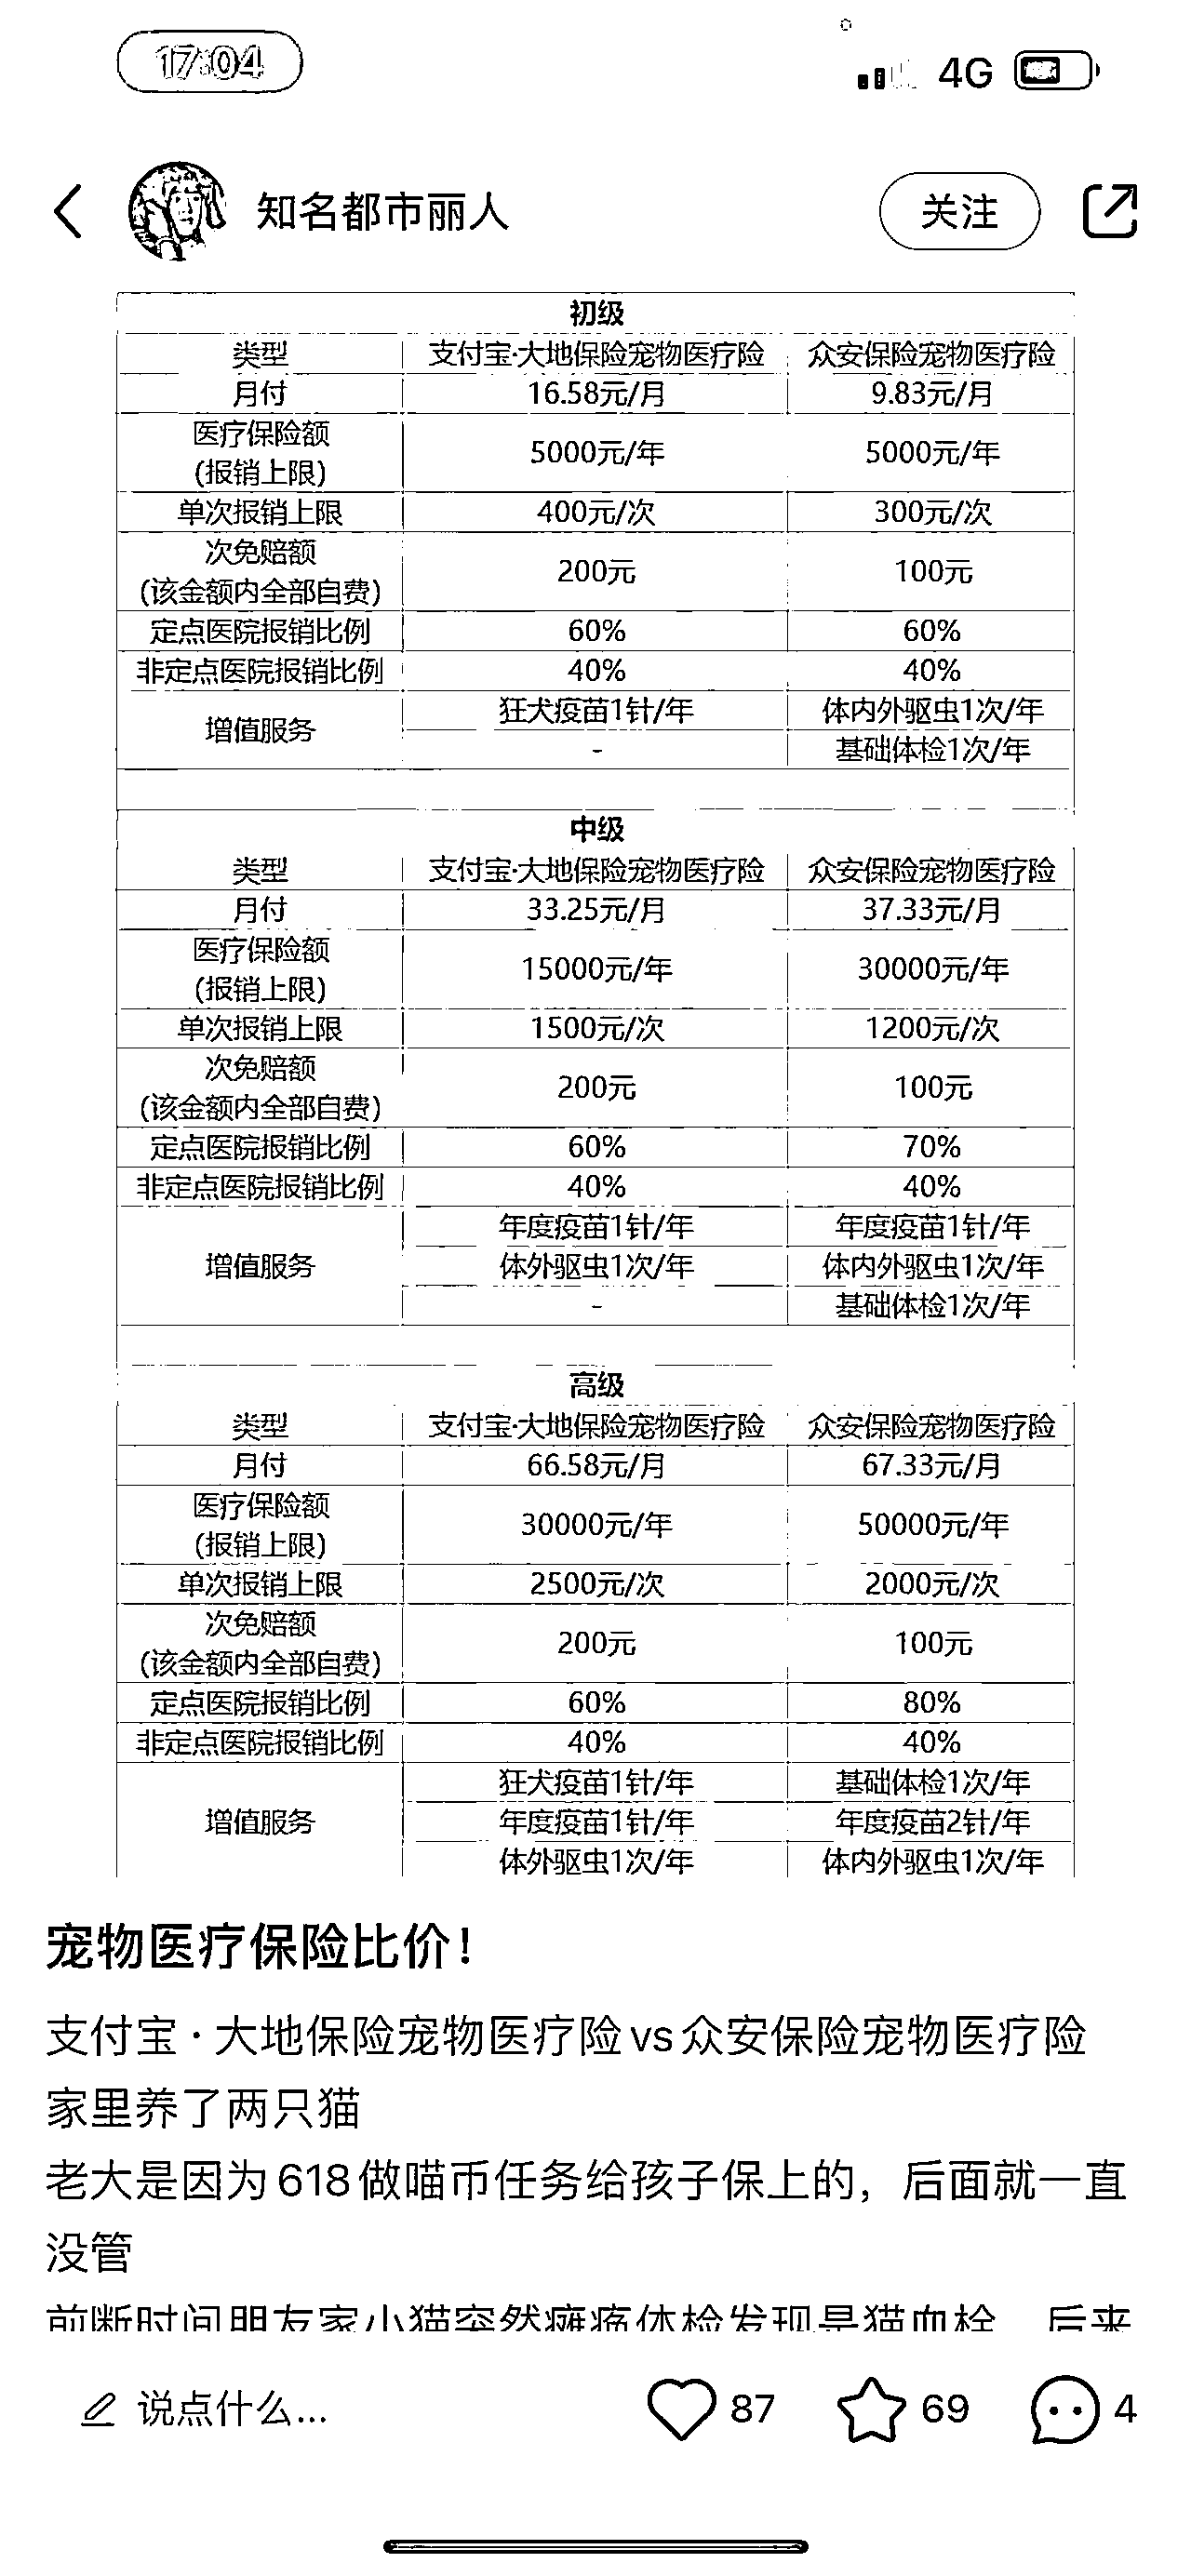 17:04
4G
知名都市丽人
关注
初级
类型 支付宝·大地保险宠物医疗险 众安保险宠物医疗险
月付 16.58元/月 9.83元/月
医疗保险额
(报销上限) 5000元/年 5000元/年
单次报销上限 400元/次 300元/次
次免赔额
(该金额内全部自费) 200元 100元
定点医院报销比例 60% 60%
非定点医院报销比例 40% 40%
增值服务 狂犬疫苗1针/年 体内外驱虫1次/年
- 基础体检1次/年
中级
类型 支付宝·大地保险宠物医疗险 众安保险宠物医疗险
月付 33.25元/月 37.33元/月
医疗保险额
(报销上限) 15000元/年 30000元/年
单次报销上限 1500元/次 1200元/次
次免赔额
(该金额内全部自费) 200元 100元
定点医院报销比例 60% 70%
非定点医院报销比例 40% 40%
年度疫苗1针/年 年度疫苗1针/年
增值服务 体外驱虫1次/年 体内外驱虫1次/年
- 基础体检1次/年
高级
类型 支付宝·大地保险宠物医疗险 众安保险宠物医疗险
月付 66.58元/月 67.33元/月
医疗保险额
(报销上限) 30000元/年 50000元/年
单次报销上限 2500元/次 2000元/次
次免赔额
(该金额内全部自费) 200元 100元
定点医院报销比例 60% 80%
非定点医院报销比例 40% 40%
狂犬疫苗1针/年 基础体检1次/年
增值服务 年度疫苗1针/年 年度疫苗2针/年
体外驱虫1次/年 体内外驱虫1次/年
宠物医疗保险比价！
支付宝·大地保险宠物医疗险vs众安保险宠物医疗险
家里养了两只猫
老大是因为618做喵币任务给孩子保上的，后面就一直
没管
前断时间朋友家小猫突然瘫痪体检发现是猫血栓 后来
说点什么...
87
69
4